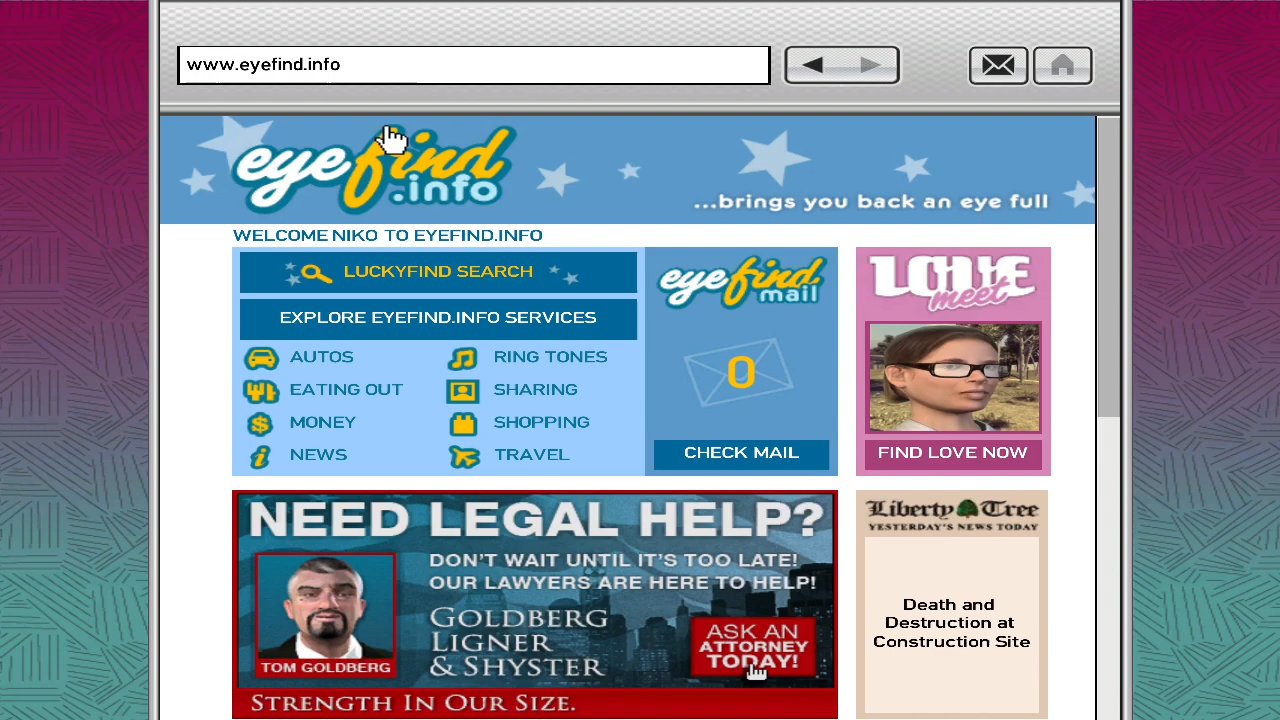 www.eyefind.info
eyefind
.info
...brings you back an eye full
WELCOME NIKO TO EYEFIND.INFO
LUCKYFIND SEARCH
EXPLORE EYEFIND.INFO SERVICES
AUTOS
RING TONES
EATING OUT
SHARING
MONEY
SHOPPING
NEWS
TRAVEL
eyefind
mail
0
CHECK MAIL
LOVE
meet
FIND LOVE NOW
NEED LEGAL HELP?
DON'T WAIT UNTIL IT'S TOO LATE!
OUR LAWYERS ARE HERE TO HELP!
GOLDBERG
LIGNER
& SHYSTER
TOM GOLDBERG
ASK AN
ATTORNEY
TODAY!
STRENGTH IN OUR SIZE.
Liberty Tree
YESTERDAY'S NEWS TODAY
Death and
Destruction at
Construction Site